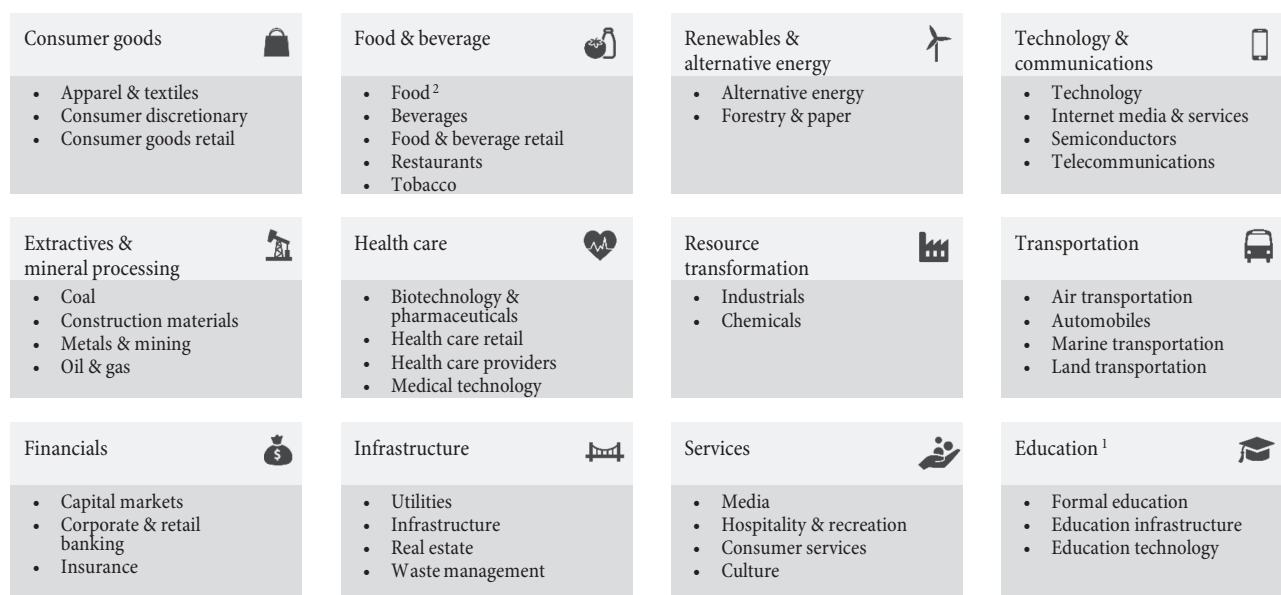 Consumer goods
• Apparel & textiles
• Consumer discretionary
• Consumer goods retail
Food & beverage
• Food 2
• Beverages
• Food & beverage retail
• Restaurants
• Tobacco
Renewables &
alternative energy
• Alternative energy
• Forestry & paper
Technology &
communications
• Technology
• Internet media & services
• Semiconductors
• Telecommunications
Extractives &
mineral processing
• Coal
• Construction materials
• Metals & mining
• Oil & gas
Health care
• Biotechnology &
pharmaceuticals
• Health care retail
• Health care providers
• Medical technology
Resource
transformation
• Industrials
• Chemicals
Transportation
• Air transportation
• Automobiles
• Marine transportation
• Land transportation
Financials
$
• Capital markets
• Corporate & retail
banking
• Insurance
Infrastructure
• Utilities
• Infrastructure
• Real estate
• Waste management
Services
• Media
• Hospitality & recreation
• Consumer services
• Culture
Education 1
• Formal education
• Education infrastructure
• Education technology